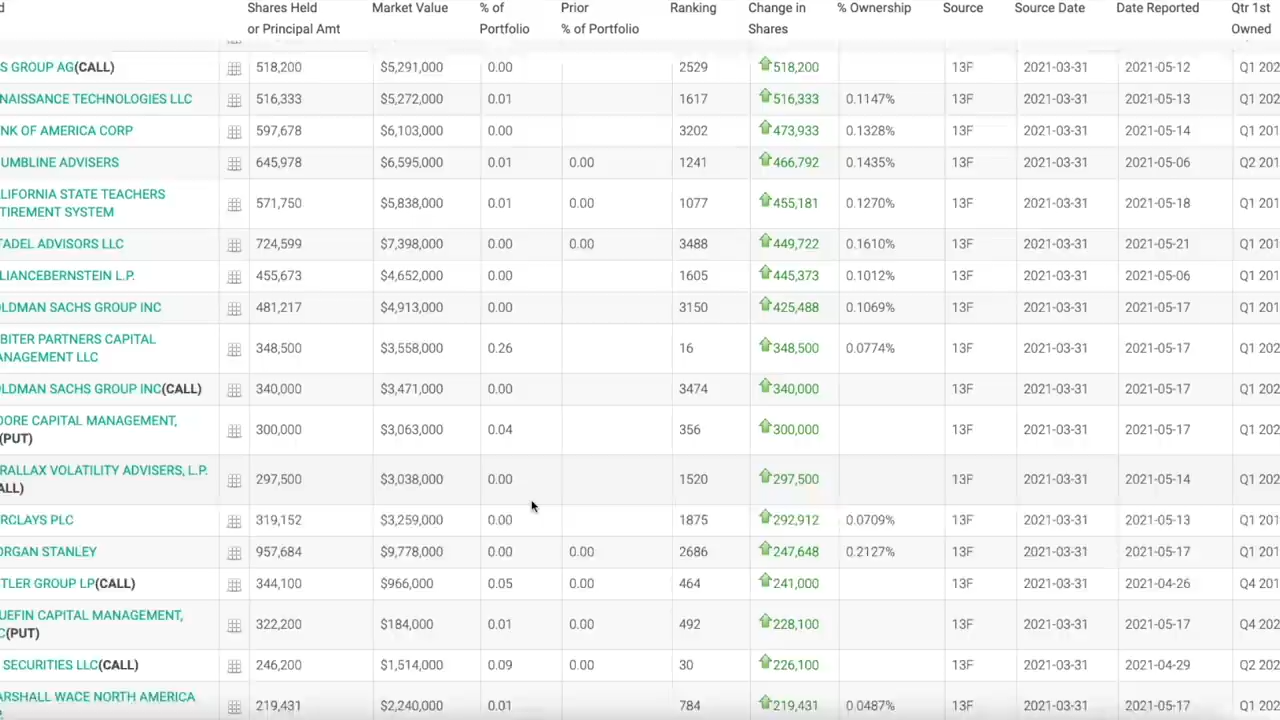 d Shares Held Market Value % of Prior Ranking Change in % Ownership Source Source Date Date Reported Qtr 1st
or Principal Amt Portfolio % of Portfolio Shares Owned
S GROUP AG(CALL) 518,200 $5,291,000 0.00 2529 518,200 13F 2021-03-31 2021-05-12 Q1 202
NAISSANCE TECHNOLOGIES LLC 516,333 $5,272,000 0.01 1617 516,333 0.1147% 13F 2021-03-31 2021-05-13 Q1 202
NK OF AMERICA CORP 597,678 $6,103,000 0.00 3202 473,933 0.1328% 13F 2021-03-31 2021-05-14 Q1 201
UMBLINE ADVISERS 645,978 $6,595,000 0.01 0.00 1241 466,792 0.1435% 13F 2021-03-31 2021-05-06 Q2 201
LIFORNIA STATE TEACHERS
TIREMENT SYSTEM 571,750 $5,838,000 0.01 0.00 1077 455,181 0.1270% 13F 2021-03-31 2021-05-18 Q1 201
TADEL ADVISORS LLC 724,599 $7,398,000 0.00 0.00 3488 449,722 0.1610% 13F 2021-03-31 2021-05-21 Q1 201
LIANCEBERNSTEIN L.P. 455,673 $4,652,000 0.00 1605 445,373 0.1012% 13F 2021-03-31 2021-05-06 Q1 201
LDMAN SACHS GROUP INC 481,217 $4,913,000 0.00 3150 425,488 0.1069% 13F 2021-03-31 2021-05-17 Q1 201
BITER PARTNERS CAPITAL
ANAGEMENT LLC 348,500 $3,558,000 0.26 16 348,500 0.0774% 13F 2021-03-31 2021-05-17 Q1 202
LDMAN SACHS GROUP INC(CALL) 340,000 $3,471,000 0.00 3474 340,000 13F 2021-03-31 2021-05-17 Q1 202
OORE CAPITAL MANAGEMENT,
(PUT) 300,000 $3,063,000 0.04 356 300,000 13F 2021-03-31 2021-05-17 Q1 202
RALLAX VOLATILITY ADVISERS, L.P.
ALL) 297,500 $3,038,000 0.00 1520 297,500 13F 2021-03-31 2021-05-14 Q1 202
RCLAYS PLC 319,152 $3,259,000 0.00 1875 292,912 0.0709% 13F 2021-03-31 2021-05-13 Q1 201
ORGAN STANLEY 957,684 $9,778,000 0.00 0.00 2686 247,648 0.2127% 13F 2021-03-31 2021-05-17 Q1 201
TLER GROUP LP(CALL) 344,100 $966,000 0.05 0.00 464 241,000 13F 2021-03-31 2021-04-26 Q4 201
UEFIN CAPITAL MANAGEMENT,
C(PUT) 322,200 $184,000 0.01 0.00 492 228,100 13F 2021-03-31 2021-05-17 Q4 202
SECURITIES LLC(CALL) 246,200 $1,514,000 0.09 0.00 30 226,100 13F 2021-03-31 2021-04-29 Q2 202
ARSHALL WACE NORTH AMERICA
219,431 $2,240,000 0.01 784 219,431 0.0487% 13F 2021-03-31 2021-05-17 Q1 202